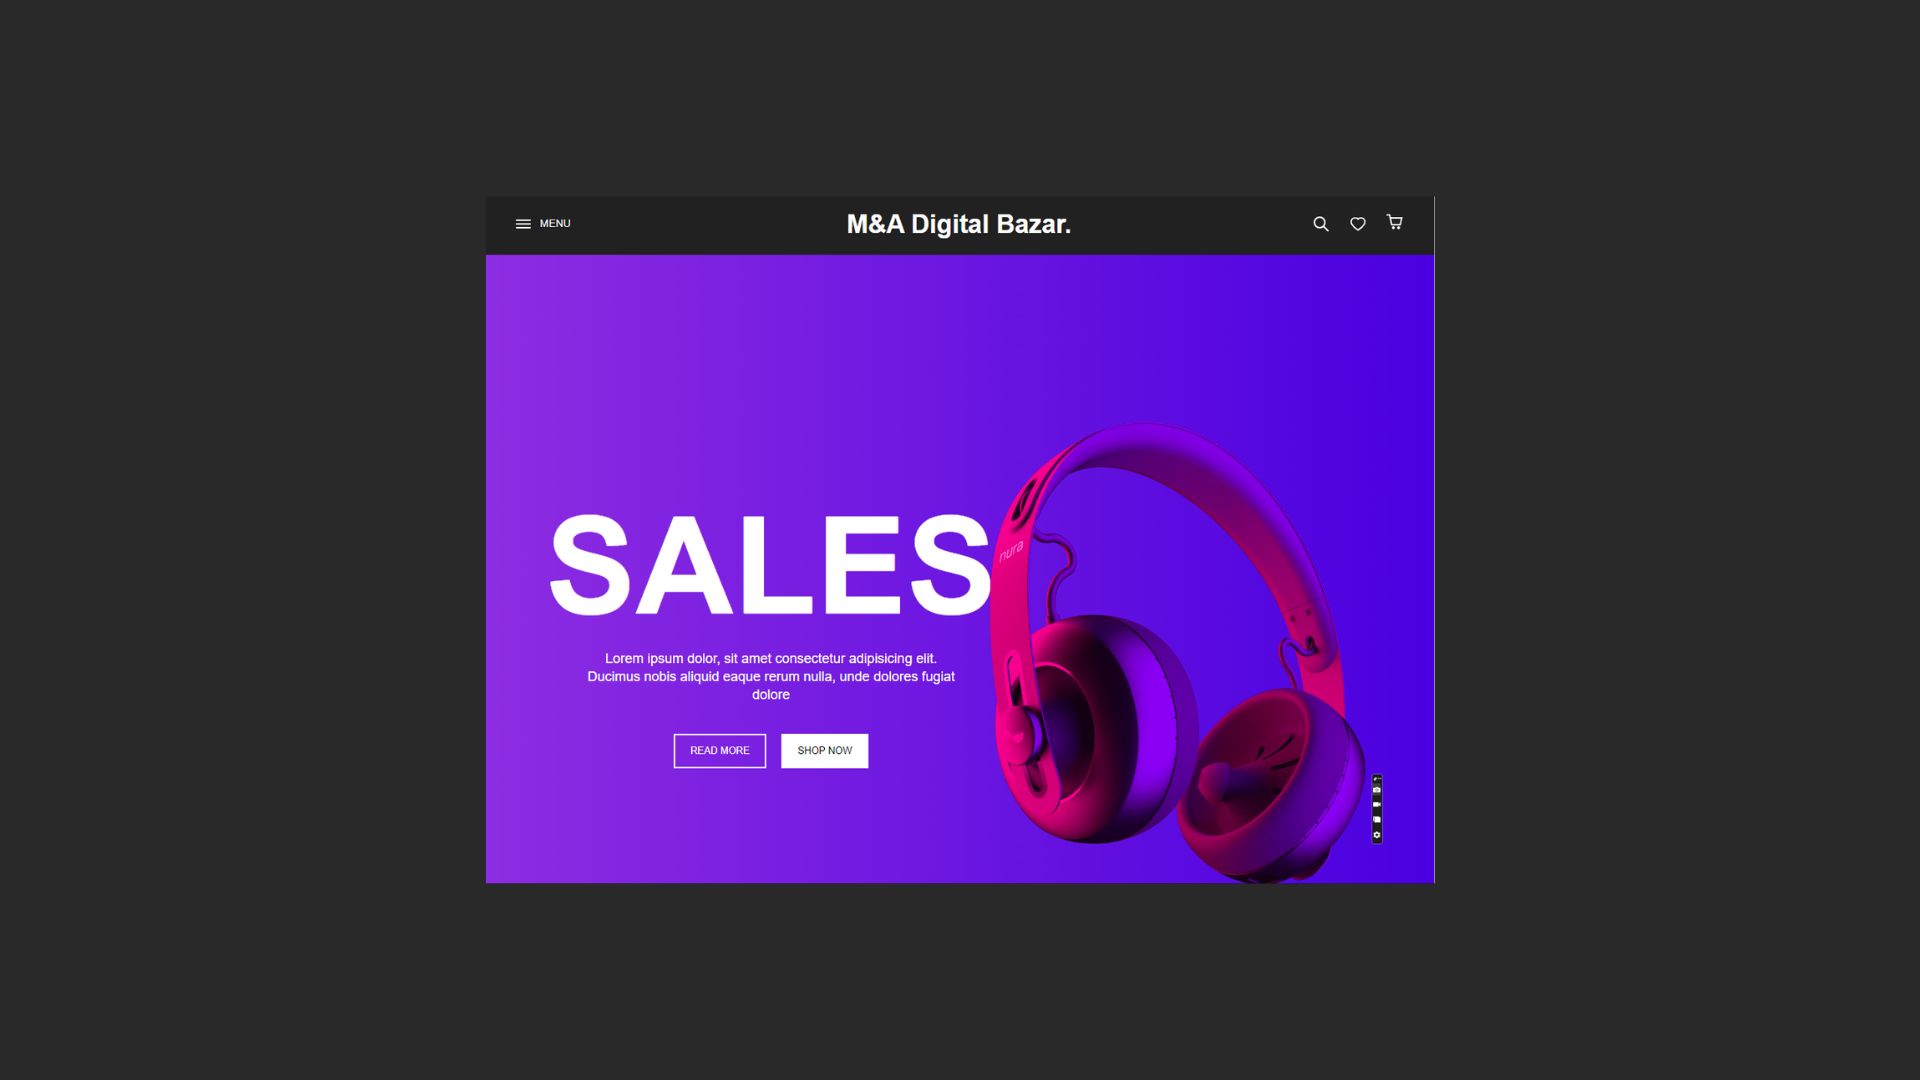 MENU
M&A Digital Bazar.
SALES
nura
Lorem ipsum dolor, sit amet consectetur adipisicing elit.
Ducimus nobis aliquid eaque rerum nulla, unde dolores fugiat
dolore
READ MORE
SHOP NOW